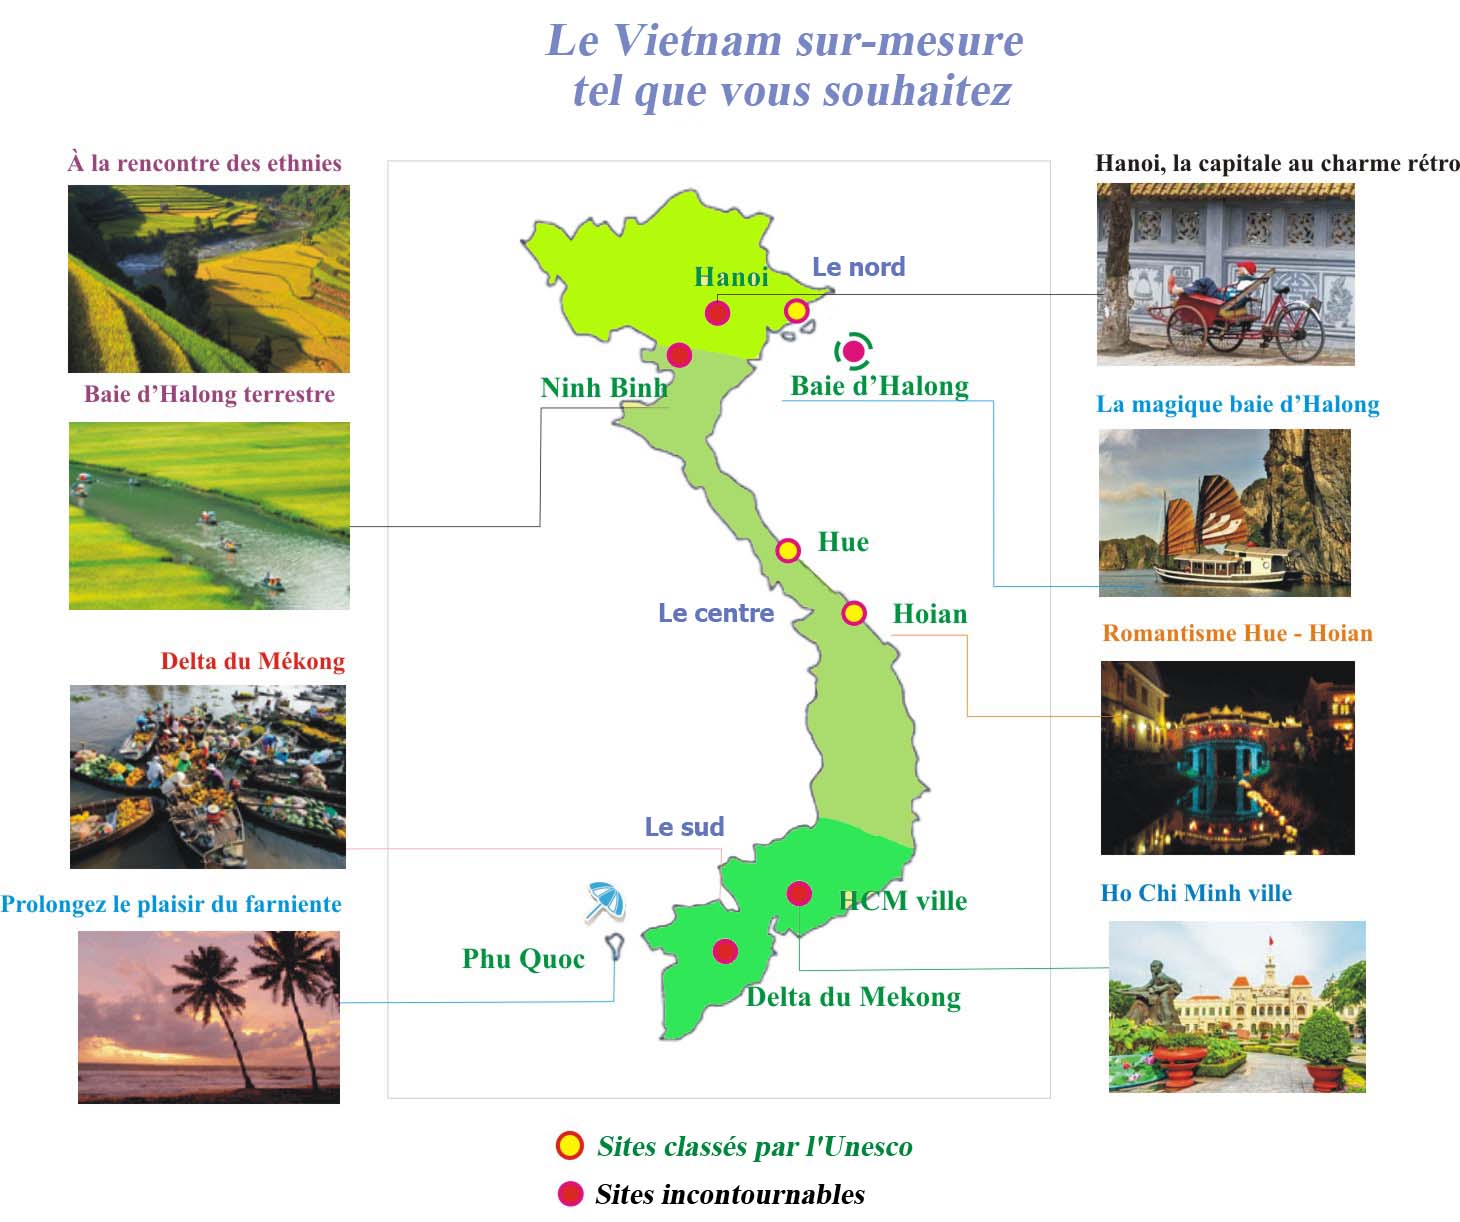 Le Vietnam sur-mesure
tel que vous souhaitez
À la rencontre des ethnies
Baie d’Halong terrestre
Delta du Mékong
Prolongez le plaisir du farniente
Hanoi
Le nord
Ninh Binh
Baie d’Halong
Hue
Le centre
Hoian
Le sud
HCM ville
Phu Quoc
Delta du Mekong
Hanoi, la capitale au charme rétro
La magique baie d’Halong
Romantisme Hue - Hoian
Ho Chi Minh ville
Sites classés par l'Unesco
Sites incontournables